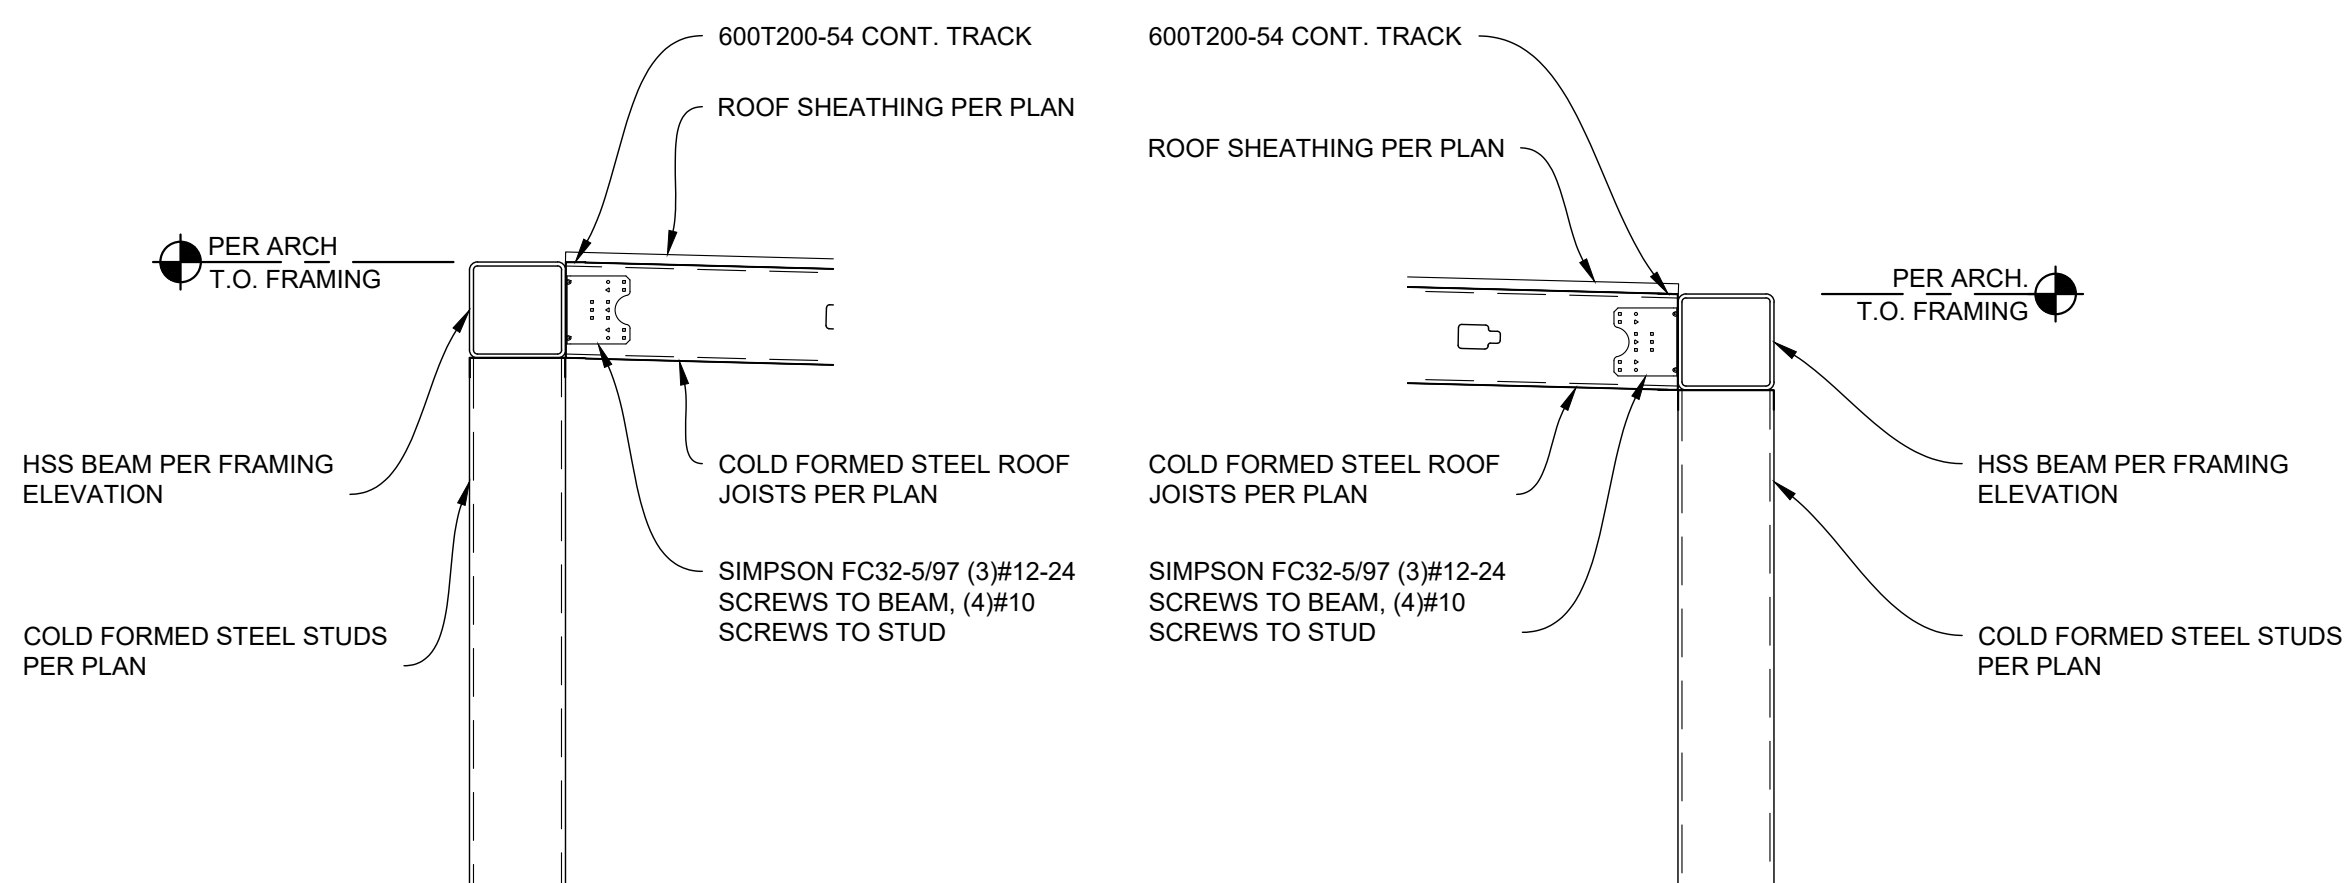 600T200-54 CONT. TRACK
ROOF SHEATHING PER PLAN
PER ARCH
T.O. FRAMING
HSS BEAM PER FRAMING
ELEVATION
COLD FORMED STEEL STUDS
PER PLAN
COLD FORMED STEEL ROOF
JOISTS PER PLAN
SIMPSON FC32-5/97 (3)#12-24
SCREWS TO BEAM, (4)#10
SCREWS TO STUD
600T200-54 CONT. TRACK
ROOF SHEATHING PER PLAN
PER ARCH.
T.O. FRAMING
COLD FORMED STEEL ROOF
JOISTS PER PLAN
SIMPSON FC32-5/97 (3)#12-24
SCREWS TO BEAM, (4)#10
SCREWS TO STUD
HSS BEAM PER FRAMING
ELEVATION
COLD FORMED STEEL STUDS
PER PLAN